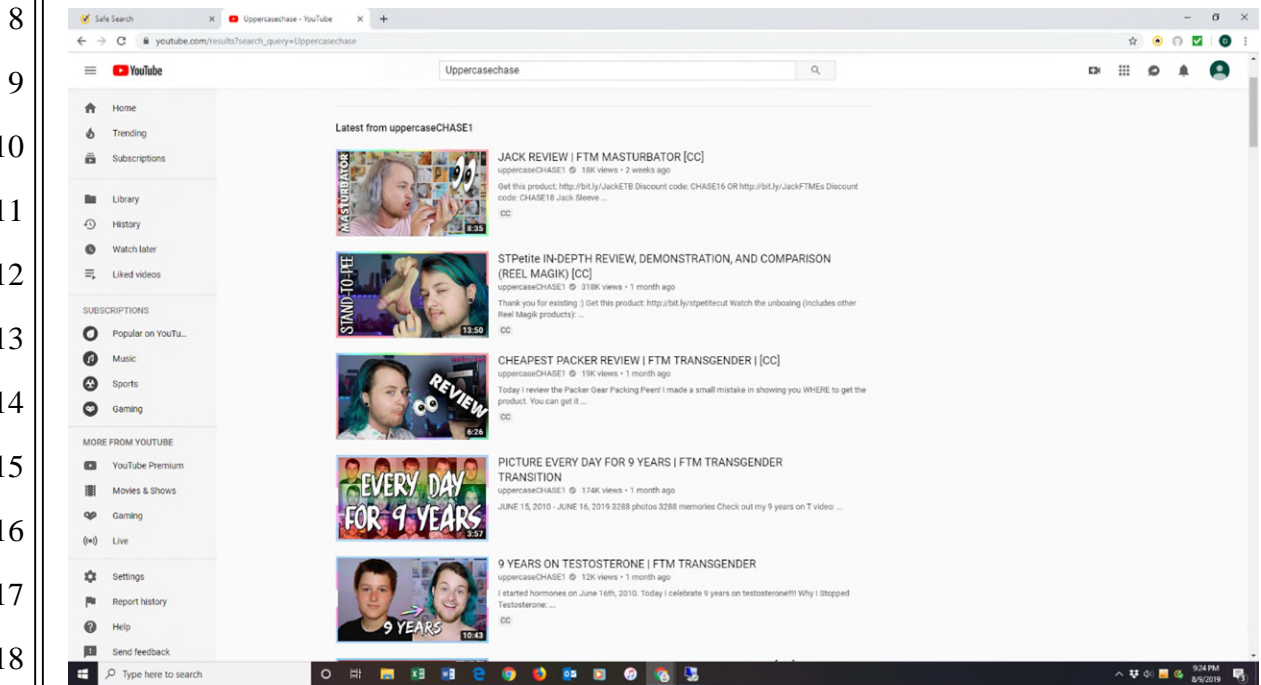 8
9
10
11
12
13
14
15
16
17
18
Safe Search
Uppercasechase - YouTube
youtube.com/results?search_query=Uppercasechase
D
YouTube
Uppercasechase
Home
Trending
Subscriptions
Library
History
Watch later
Liked videos
SUBSCRIPTIONS
Popular on YouTu...
Music
Sports
Gaming
MORE FROM YOUTUBE
YouTube Premium
Movies & Shows
Gaming
Live
Settings
Report history
Help
Send feedback
Latest from uppercaseCHASE1
MASTURBATOR
8:35
JACK REVIEW | FTM MASTURBATOR [CC]
uppercaseCHASE1 18K views • 2 weeks ago
Get this product: http://bit.ly/JackETB Discount code: CHASE16 OR http://bit.ly/JackFTMEs Discount
code: CHASE18 Jack Sleeve ...
CC
STAND-TO-PEE
13:50
STPetite IN-DEPTH REVIEW, DEMONSTRATION, AND COMPARISON
(REEL MAGIK) [CC]
uppercaseCHASE1 318K views • 1 month ago
Thank you for existing :) Get this product: http://bit.ly/stpetitecut Watch the unboxing (includes other
Reel Magik products): ...
CC
REVIEW
6:26
CHEAPEST PACKER REVIEW | FTM TRANSGENDER | [CC]
uppercaseCHASE1 19K views • 1 month ago
Today I review the Packer Gear Packing Peen! I made a small mistake in showing you WHERE to get the
product. You can get it ...
CC
EVERY DAY
FOR 9 YEARS
3:57
PICTURE EVERY DAY FOR 9 YEARS | FTM TRANSGENDER
TRANSITION
uppercaseCHASE1 174K views • 1 month ago
JUNE 15, 2010 - JUNE 16, 2019 3288 photos 3288 memories Check out my 9 years on T video: ...
9 YEARS
10:43
9 YEARS ON TESTOSTERONE | FTM TRANSGENDER
uppercaseCHASE1 12K views • 1 month ago
I started hormones on June 16th, 2010. Today I celebrate 9 years on testosterone!!!! Why I Stopped
Testosterone: ...
CC
Type here to search
9:24 PM
8/9/2019